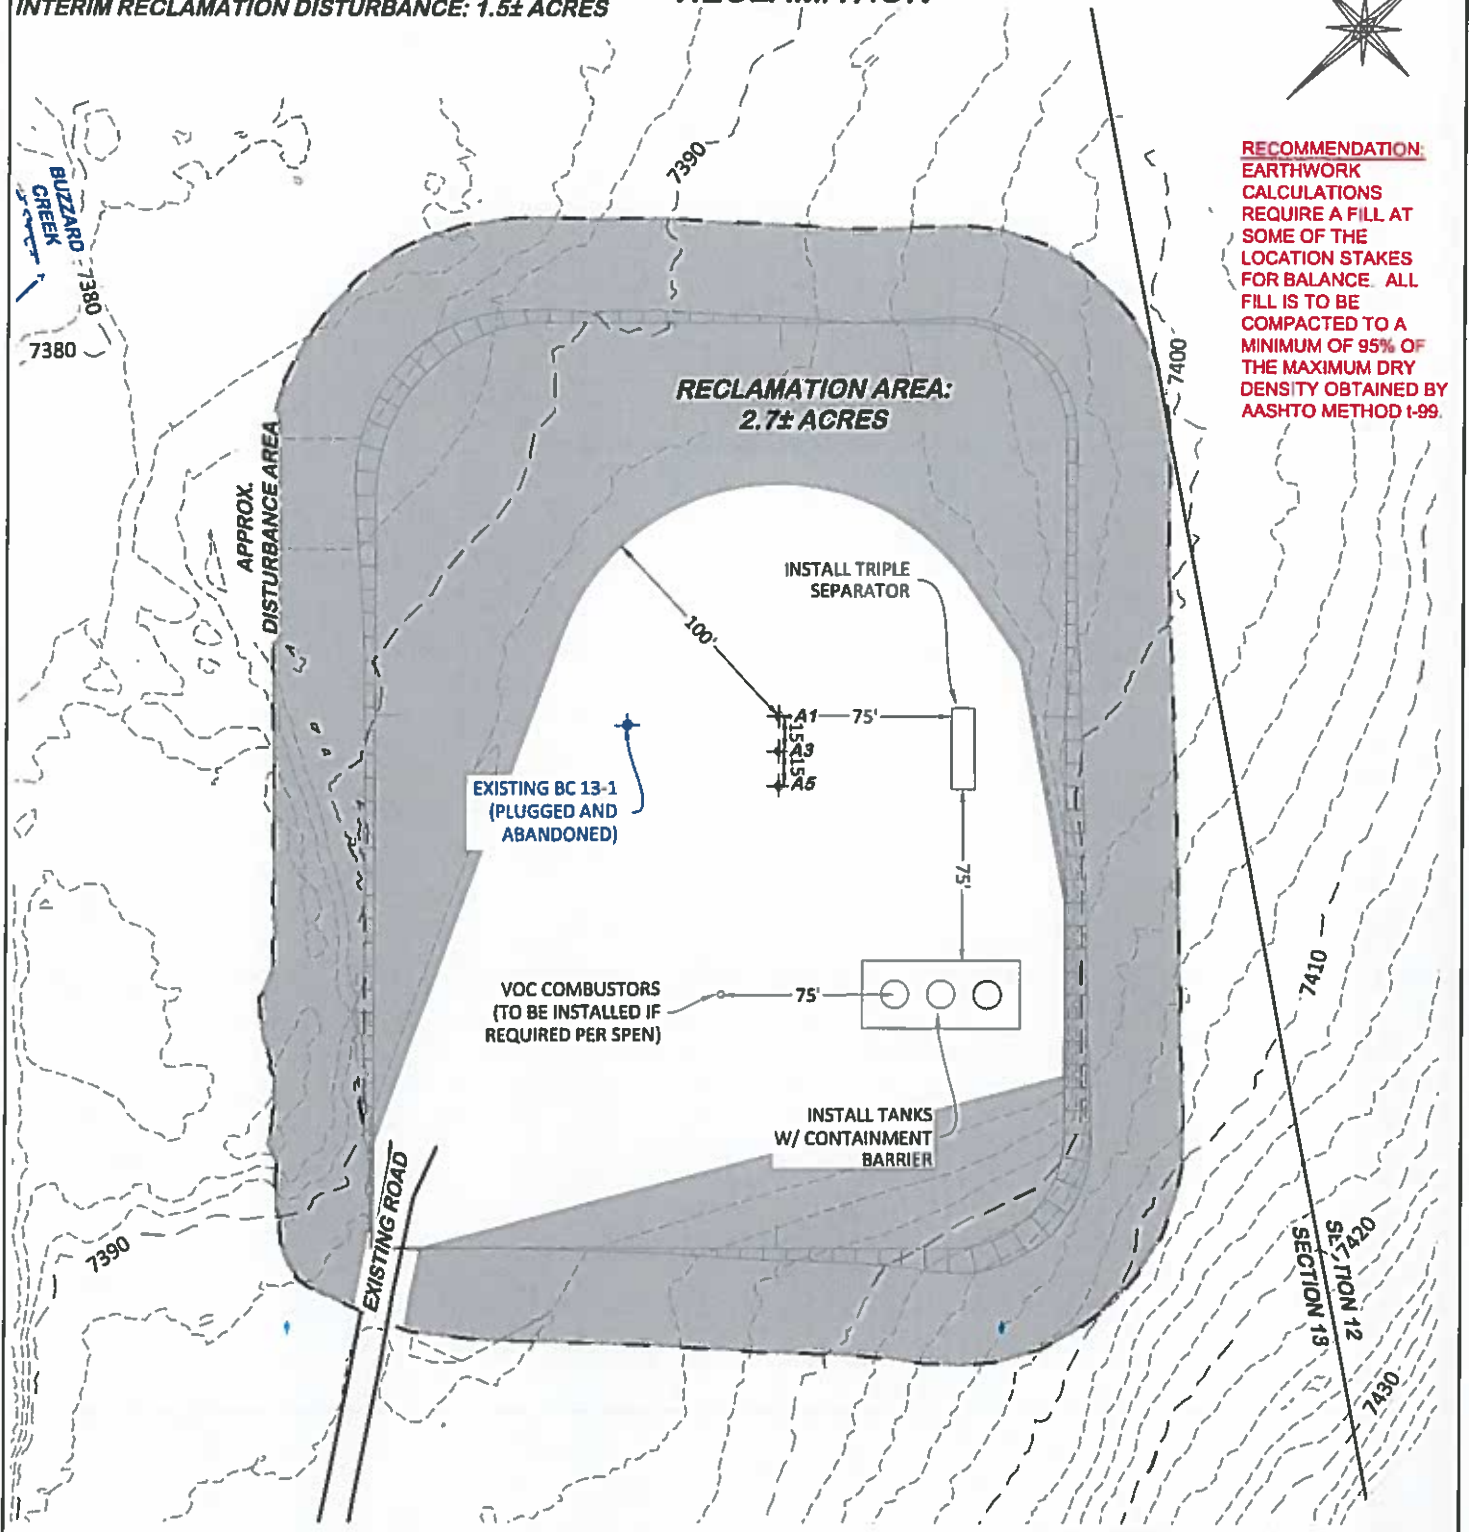 INTERIM RECLAMATION DISTURBANCE: 1.5± ACRES
RECLAMATION
RECOMMENDATION:
EARTHWORK
CALCULATIONS
REQUIRE A FILL AT
SOME OF THE
LOCATION STAKES
FOR BALANCE. ALL
FILL IS TO BE
COMPACTED TO A
MINIMUM OF 95% OF
THE MAXIMUM DRY
DENSITY OBTAINED BY
AASHTO METHOD t-99.
BUZZARD
CREEK
7380
7380
7390
7400
RECLAMATION AREA:
2.7± ACRES
APPROX.
DISTURBANCE AREA
INSTALL TRIPLE
SEPARATOR
100'
A1
75'
15'
A3
15'
A5
EXISTING BC 13-1
(PLUGGED AND
ABANDONED)
75'
VOC COMBUSTORS
(TO BE INSTALLED IF
REQUIRED PER SPEN)
75'
7410
INSTALL TANKS
W/ CONTAINMENT
BARRIER
EXISTING ROAD
7390
7420
SECTION 12
SECTION 13
7430